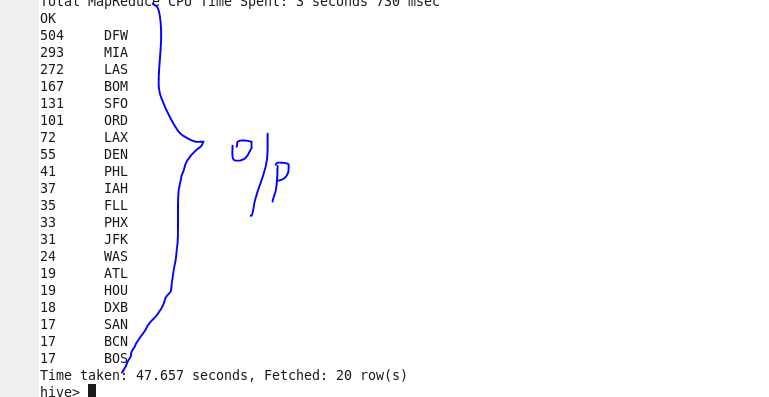 Total MapReduce CPU Time Spent: 3 seconds 730 msec
OK
504 DFW
293 MIA
272 LAS
167 BOM
131 SFO
101 ORD
72 LAX
55 DEN
41 PHL
37 IAH
35 FLL
33 PHX
31 JFK
24 WAS
19 ATL
19 HOU
18 DXB
17 SAN
17 BCN
17 BOS
Time taken: 47.657 seconds, Fetched: 20 row(s)
hive>
o/p